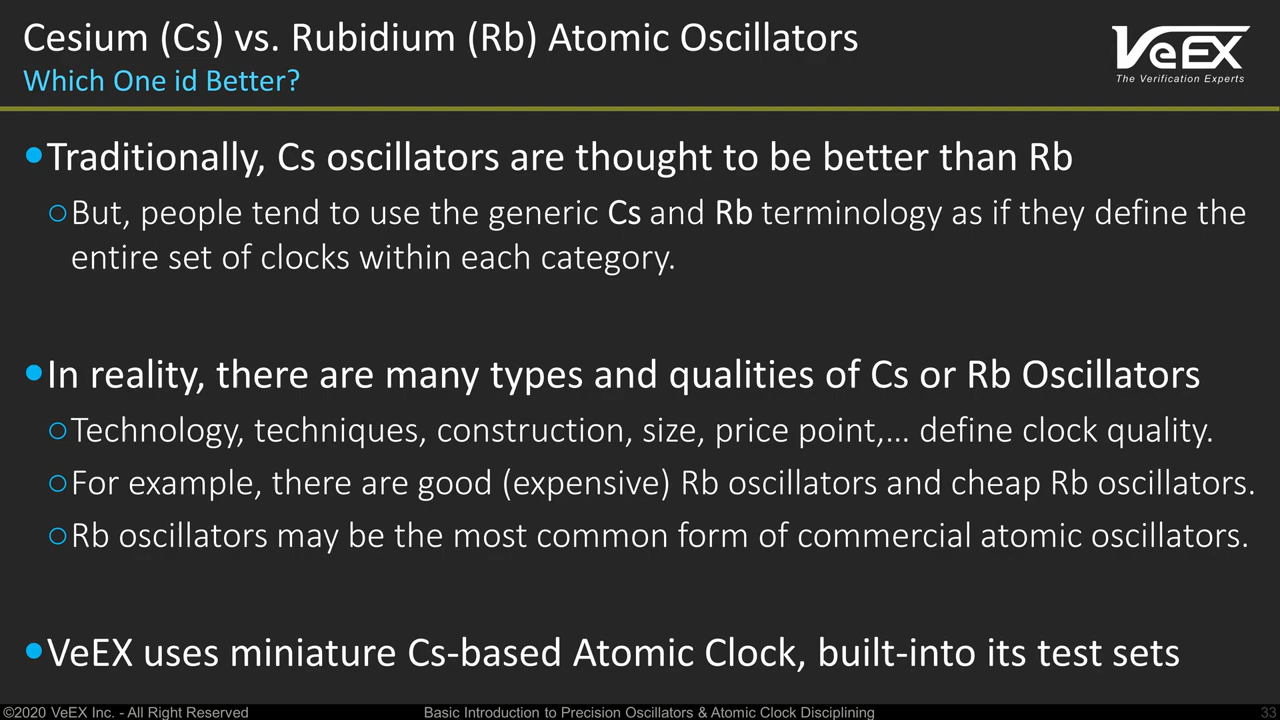 Cesium (Cs) vs. Rubidium (Rb) Atomic Oscillators
Which One id Better?
VeEX
The Verification Experts
●Traditionally, Cs oscillators are thought to be better than Rb
○But, people tend to use the generic Cs and Rb terminology as if they define the
entire set of clocks within each category.
●In reality, there are many types and qualities of Cs or Rb Oscillators
○Technology, techniques, construction, size, price point,... define clock quality.
○For example, there are good (expensive) Rb oscillators and cheap Rb oscillators.
○Rb oscillators may be the most common form of commercial atomic oscillators.
●VeEX uses miniature Cs-based Atomic Clock, built-into its test sets
©2020 VeEX Inc. - All Right Reserved
Basic Introduction to Precision Oscillators & Atomic Clock Disciplining
33